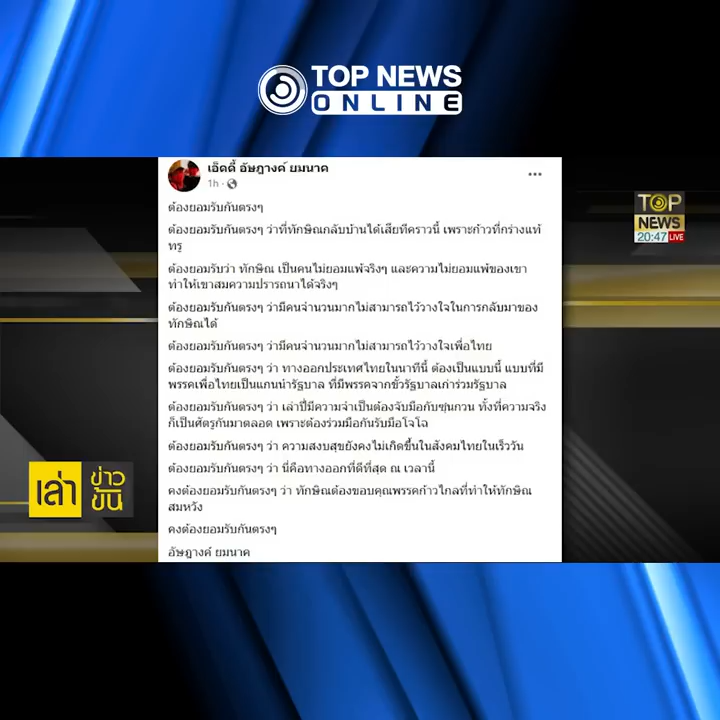 TOP NEWS
ONLINE
เอ็ดดี้ อัษฎางค์ ยมนาค
1h
TOP
NEWS
20:47 LIVE
ต้องยอมรับกันตรงๆ
ต้องยอมรับกันตรงๆ ว่าที่ทักษิณกลับบ้านได้เสียทีคราวนี้ เพราะก้าวที่กร่างแท้
ทรู
ต้องยอมรับว่า ทักษิณ เป็นคนไม่ยอมแพ้จริงๆ และความไม่ยอมแพ้ของเขา
ทำให้เขาสมความปรารถนาได้จริงๆ
ต้องยอมรับกันตรงๆ ว่ามีคนจำนวนมากไม่สามารถไว้วางใจในการกลับมาของ
ทักษิณได้
ต้องยอมรับกันตรงๆ ว่ามีคนจำนวนมากไม่สามารถไว้วางใจเพื่อไทย
ต้องยอมรับกันตรงๆ ว่า ทางออกประเทศไทยในนาทีนี้ ต้องเป็นแบบนี้ แบบที่มี
พรรคเพื่อไทยเป็นแกนนำรัฐบาล ที่มีพรรคจากขั้วรัฐบาลเก่าร่วมรัฐบาล
ต้องยอมรับกันตรงๆ ว่า เล่าปี่มีความจำเป็นต้องจับมือกับซุนกวน ทั้งที่ความจริง
ก็เป็นศัตรูกันมาตลอด เพราะต้องร่วมมือกันรับมือโจโฉ
ต้องยอมรับกันตรงๆ ว่า ความสงบสุขยังคงไม่เกิดขึ้นในสังคมไทยในเร็ววัน
ต้องยอมรับกันตรงๆ ว่า นี่คือทางออกที่ดีที่สุด ณ เวลานี้
คงต้องยอมรับกันตรงๆ ว่า ทักษิณต้องขอบคุณพรรคก้าวไกลที่ทำให้ทักษิณ
สมหวัง
คงต้องยอมรับกันตรงๆ
อัษฎางค์ ยมนาค
เล่า
ข่าว
ข้น